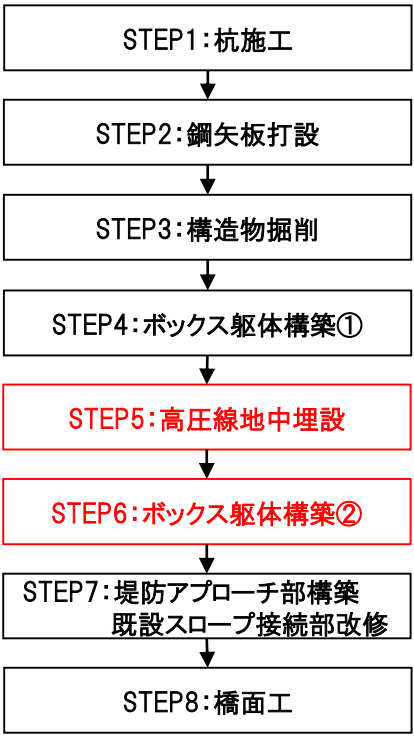 STEP1：杭施工
STEP2：鋼矢板打設
STEP3：構造物掘削
STEP4：ボックス躯体構築①
STEP5：高圧線地中埋設
STEP6：ボックス躯体構築②
STEP7：堤防アプローチ部構築
既設スロープ接続部改修
STEP8：橋面工